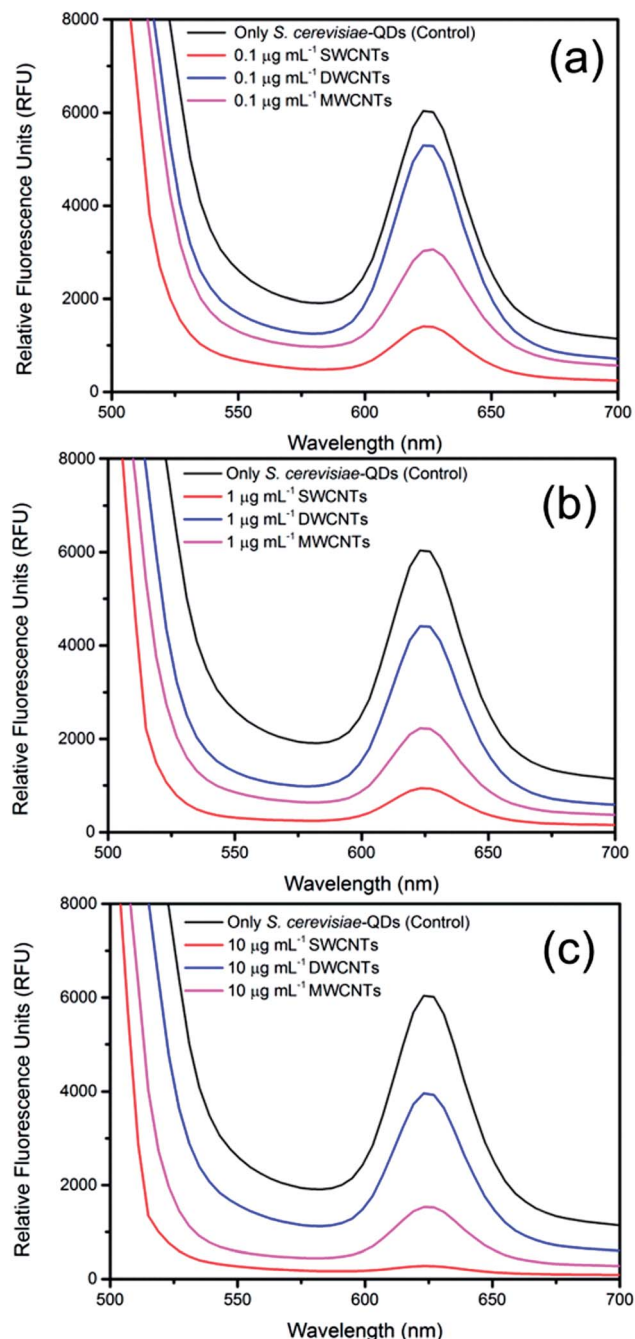 (a)
Only S. cerevisiae-QDs (Control)
0.1 μg mL⁻¹ SWCNTs
0.1 μg mL⁻¹ DWCNTs
0.1 μg mL⁻¹ MWCNTs
Relative Fluorescence Units (RFU)
8000
6000
4000
2000
0
500 550 600 650 700
Wavelength (nm)
(b)
Only S. cerevisiae-QDs (Control)
1 μg mL⁻¹ SWCNTs
1 μg mL⁻¹ DWCNTs
1 μg mL⁻¹ MWCNTs
Relative Fluorescence Units (RFU)
8000
6000
4000
2000
0
500 550 600 650 700
Wavelength (nm)
(c)
Only S. cerevisiae-QDs (Control)
10 μg mL⁻¹ SWCNTs
10 μg mL⁻¹ DWCNTs
10 μg mL⁻¹ MWCNTs
Relative Fluorescence Units (RFU)
8000
6000
4000
2000
0
500 550 600 650 700
Wavelength (nm)